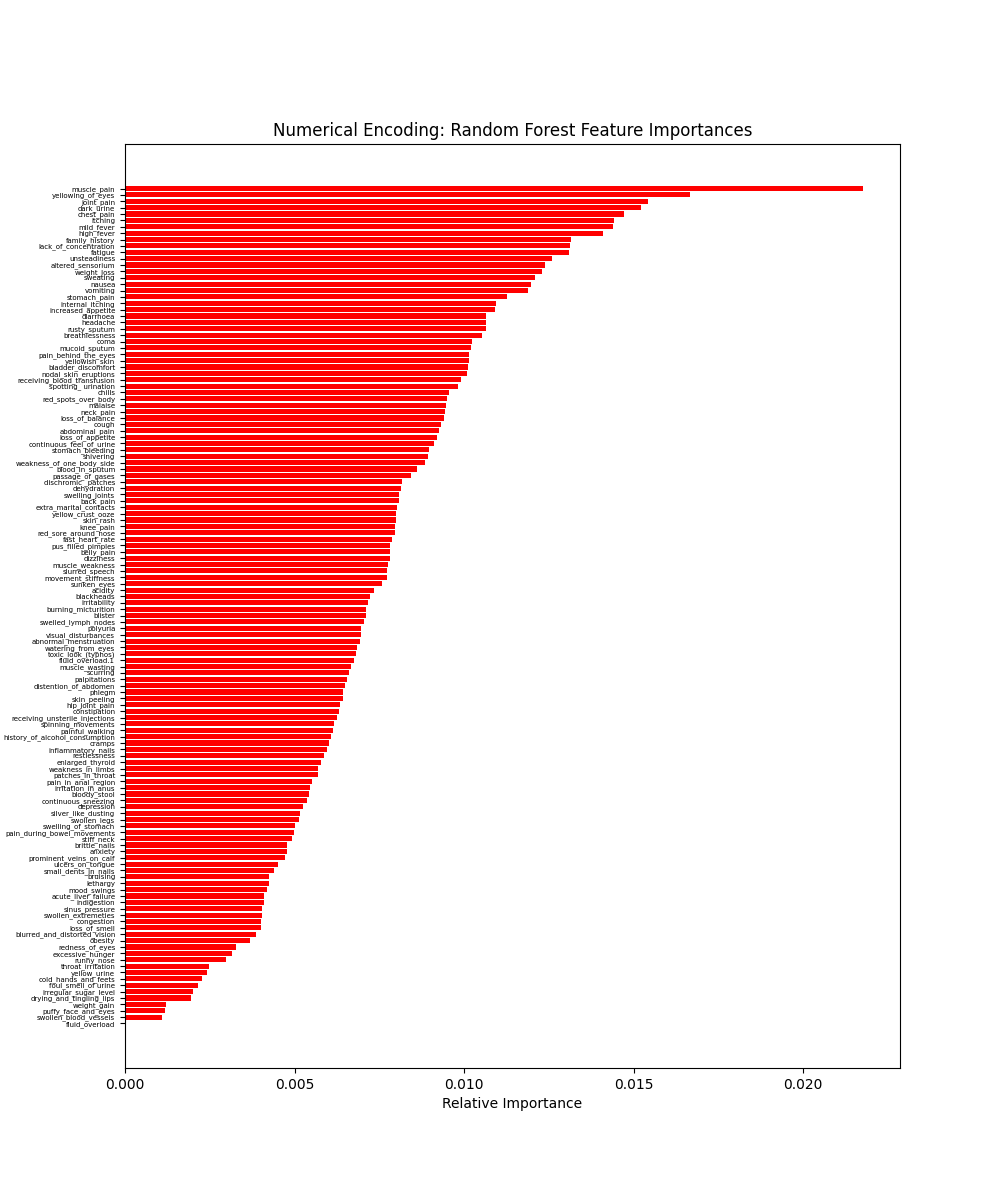 Numerical Encoding: Random Forest Feature Importances
muscle_pain
yellowing_of_eyes
joint_pain
dark_urine
chest_pain
itching
mild_fever
high_fever
family_history
lack_of_concentration
fatigue
unsteadiness
altered_sensorium
weight_loss
sweating
nausea
vomiting
stomach_pain
internal_itching
increased_appetite
diarrhoea
headache
rusty_sputum
breathlessness
coma
mucoid_sputum
pain_behind_the_eyes
yellowish_skin
bladder_discomfort
nodal_skin_eruptions
receiving_blood_transfusion
spotting_ urination
chills
red_spots_over_body
malaise
neck_pain
loss_of_balance
cough
abdominal_pain
loss_of_appetite
continuous_feel_of_urine
stomach_bleeding
shivering
weakness_of_one_body_side
blood_in_sputum
passage_of_gases
dischromic _patches
dehydration
swelling_joints
back_pain
extra_marital_contacts
yellow_crust_ooze
skin_rash
knee_pain
red_sore_around_nose
fast_heart_rate
pus_filled_pimples
belly_pain
dizziness
muscle_weakness
slurred_speech
movement_stiffness
sunken_eyes
acidity
blackheads
irritability
burning_micturition
blister
swelled_lymph_nodes
polyuria
visual_disturbances
abnormal_menstruation
watering_from_eyes
toxic_look_(typhos)
fluid_overload.1
muscle_wasting
scurring
palpitations
distention_of_abdomen
phlegm
skin_peeling
hip_joint_pain
constipation
receiving_unsterile_injections
spinning_movements
painful_walking
history_of_alcohol_consumption
cramps
inflammatory_nails
restlessness
enlarged_thyroid
weakness_in_limbs
patches_in_throat
pain_in_anal_region
irritation_in_anus
bloody_stool
continuous_sneezing
depression
silver_like_dusting
swollen_legs
swelling_of_stomach
pain_during_bowel_movements
stiff_neck
brittle_nails
anxiety
prominent_veins_on_calf
ulcers_on_tongue
small_dents_in_nails
bruising
lethargy
mood_swings
acute_liver_failure
indigestion
sinus_pressure
swollen_extremeties
congestion
loss_of_smell
blurred_and_distorted_vision
obesity
redness_of_eyes
excessive_hunger
runny_nose
throat_irritation
yellow_urine
cold_hands_and_feets
foul_smell_of urine
irregular_sugar_level
drying_and_tingling_lips
weight_gain
puffy_face_and_eyes
swollen_blood_vessels
fluid_overload
0.000 0.005 0.010 0.015 0.020
Relative Importance